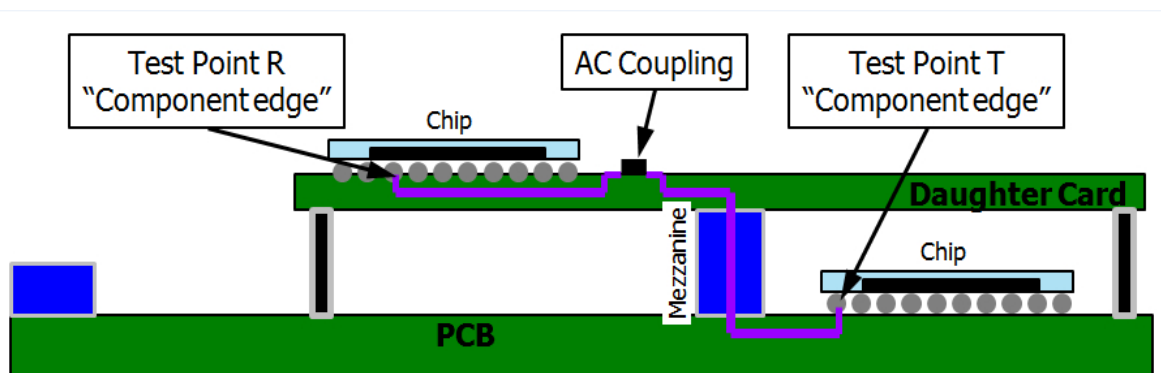 Test Point R
“Component edge”
AC Coupling
Test Point T
“Component edge”
Chip
Daughter Card
Mezzanine
Chip
PCB